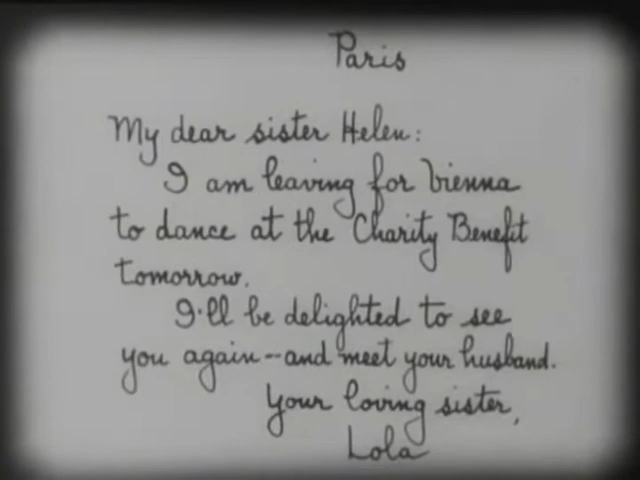 Paris
My dear sister Helen:
I am leaving for Vienna
to dance at the Charity Benefit
tomorrow.
I'll be delighted to see
you again--and meet your husband.
Your loving sister,
Lola